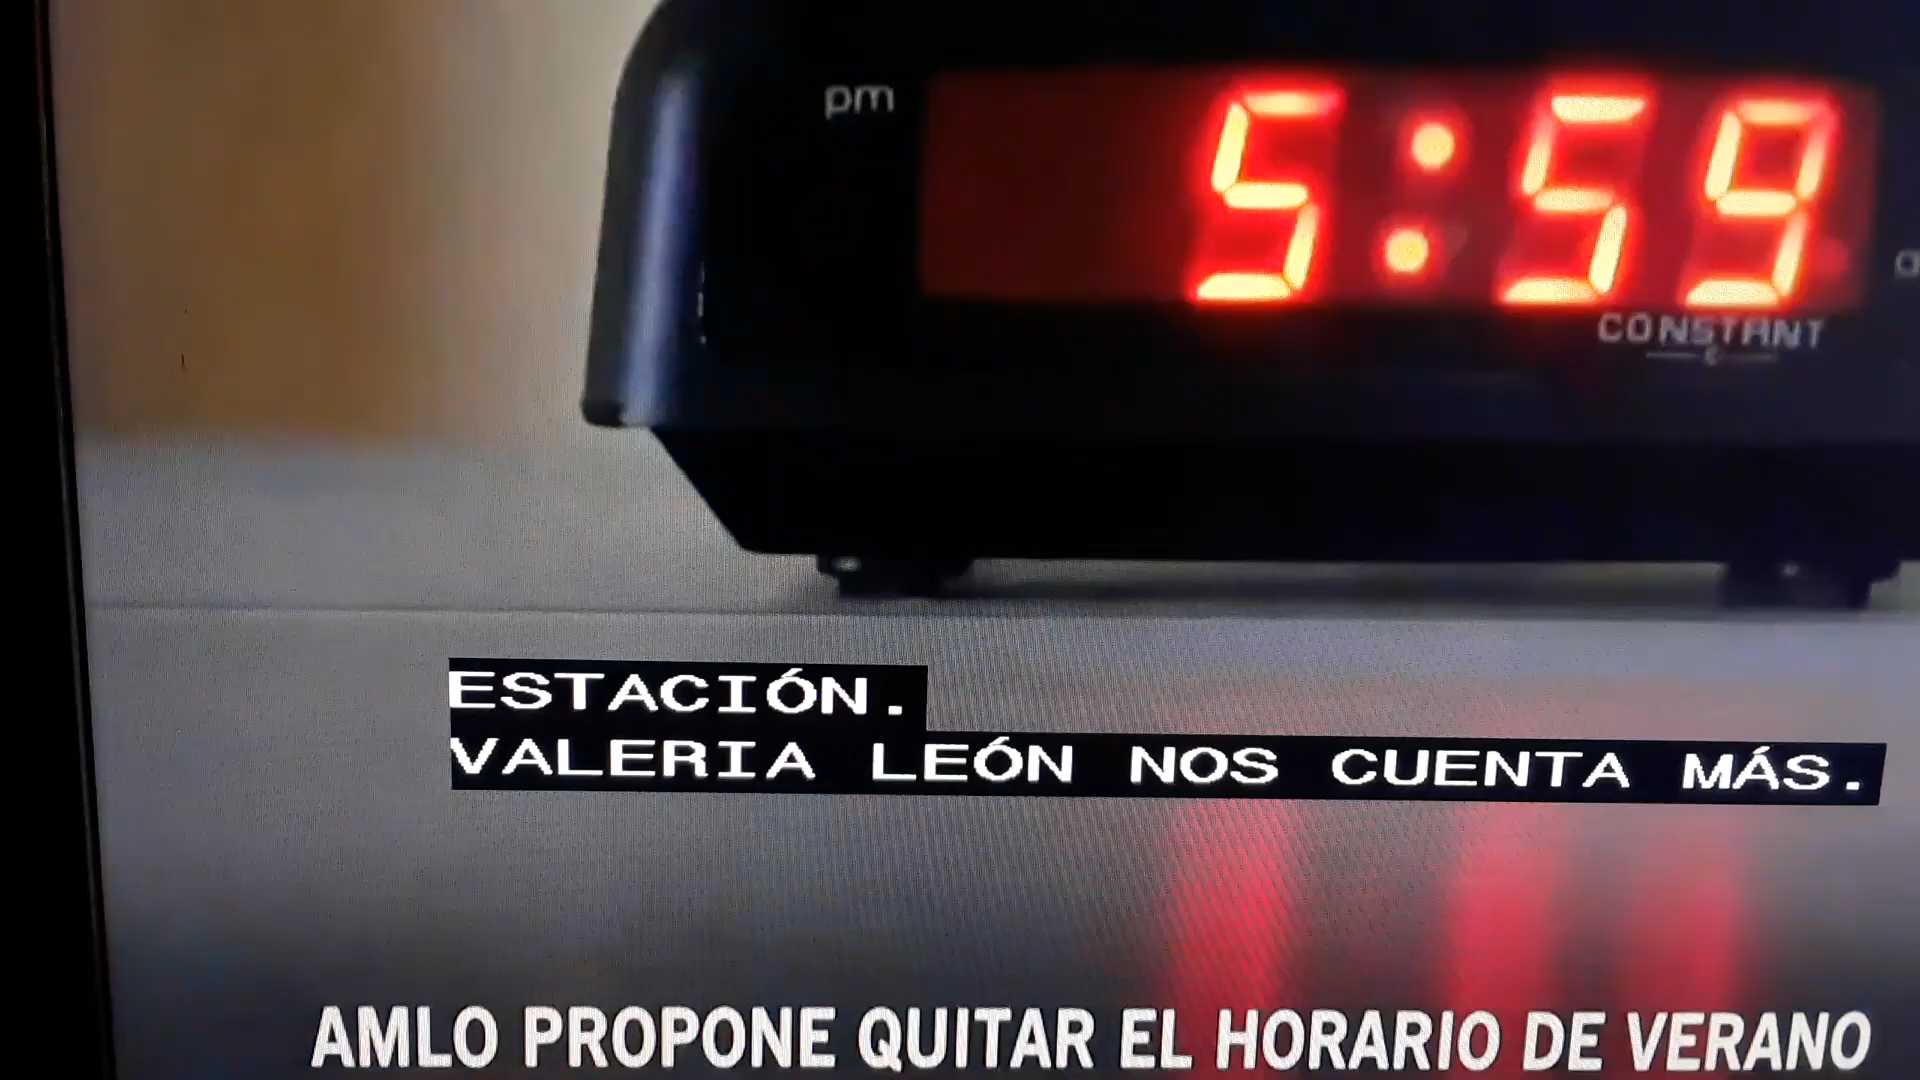 pm
5:59
CONSTANT
ESTACIÓN.
VALERIA LEÓN NOS CUENTA MÁS.
AMLO PROPONE QUITAR EL HORARIO DE VERANO